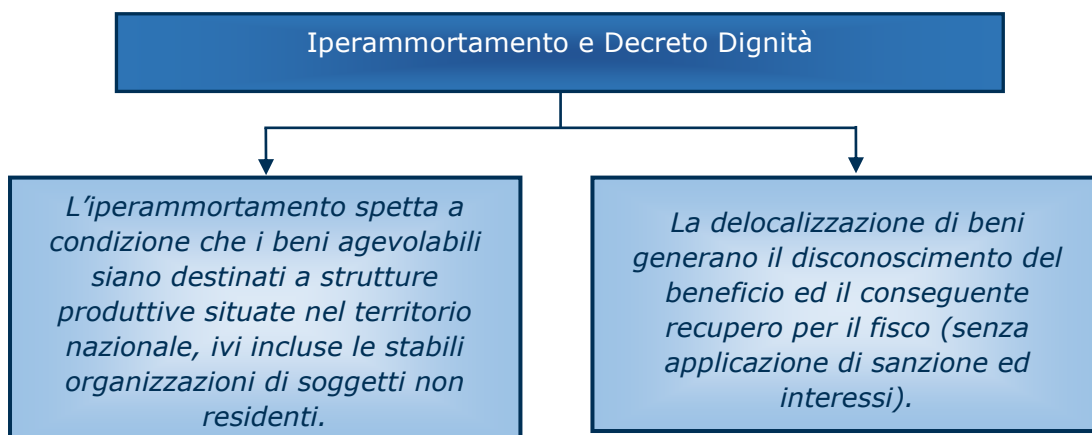 Iperammortamento e Decreto Dignità
L’iperammortamento spetta a
condizione che i beni agevolabili
siano destinati a strutture
produttive situate nel territorio
nazionale, ivi incluse le stabili
organizzazioni di soggetti non
residenti.
La delocalizzazione di beni
generano il disconoscimento del
beneficio ed il conseguente
recupero per il fisco (senza
applicazione di sanzione ed
interessi).